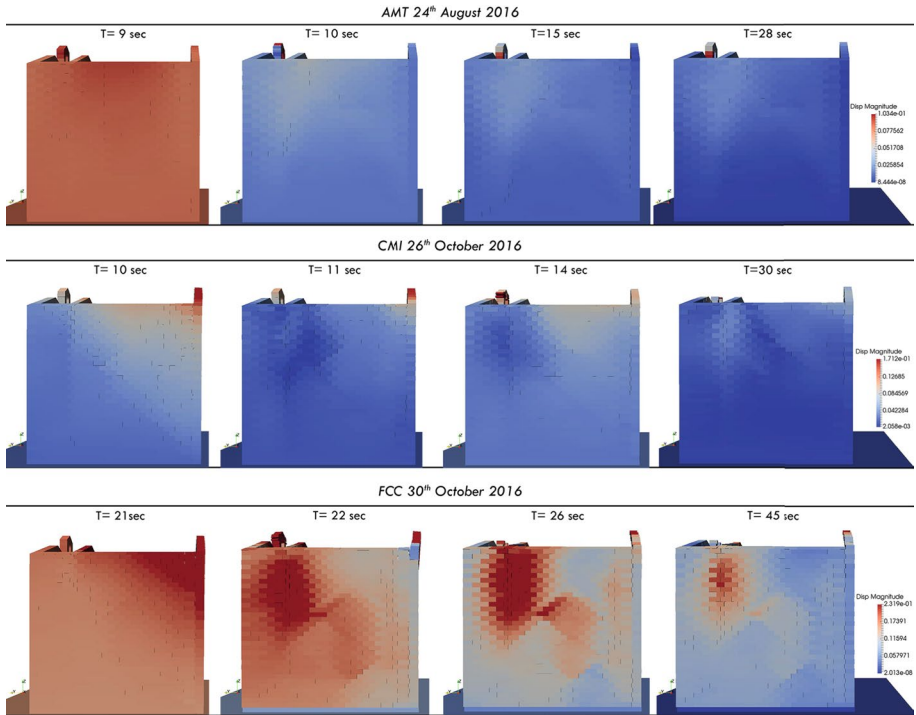 AMT 24th August 2016
T= 9 sec T= 10 sec T=15 sec T=28 sec
Disp Magnitude
1.034e-01
0.077562
0.051708
0.025854
8.444e-08
CMI 26th October 2016
T= 10 sec T= 11 sec T= 14 sec T=30 sec
Disp Magnitude
1.712e-01
0.12685
0.084569
0.042284
2.058e-03
FCC 30th October 2016
T= 21sec T= 22 sec T= 26 sec T= 45 sec
Disp Magnitude
2.319e-01
0.17391
0.11594
0.057971
2.013e-08